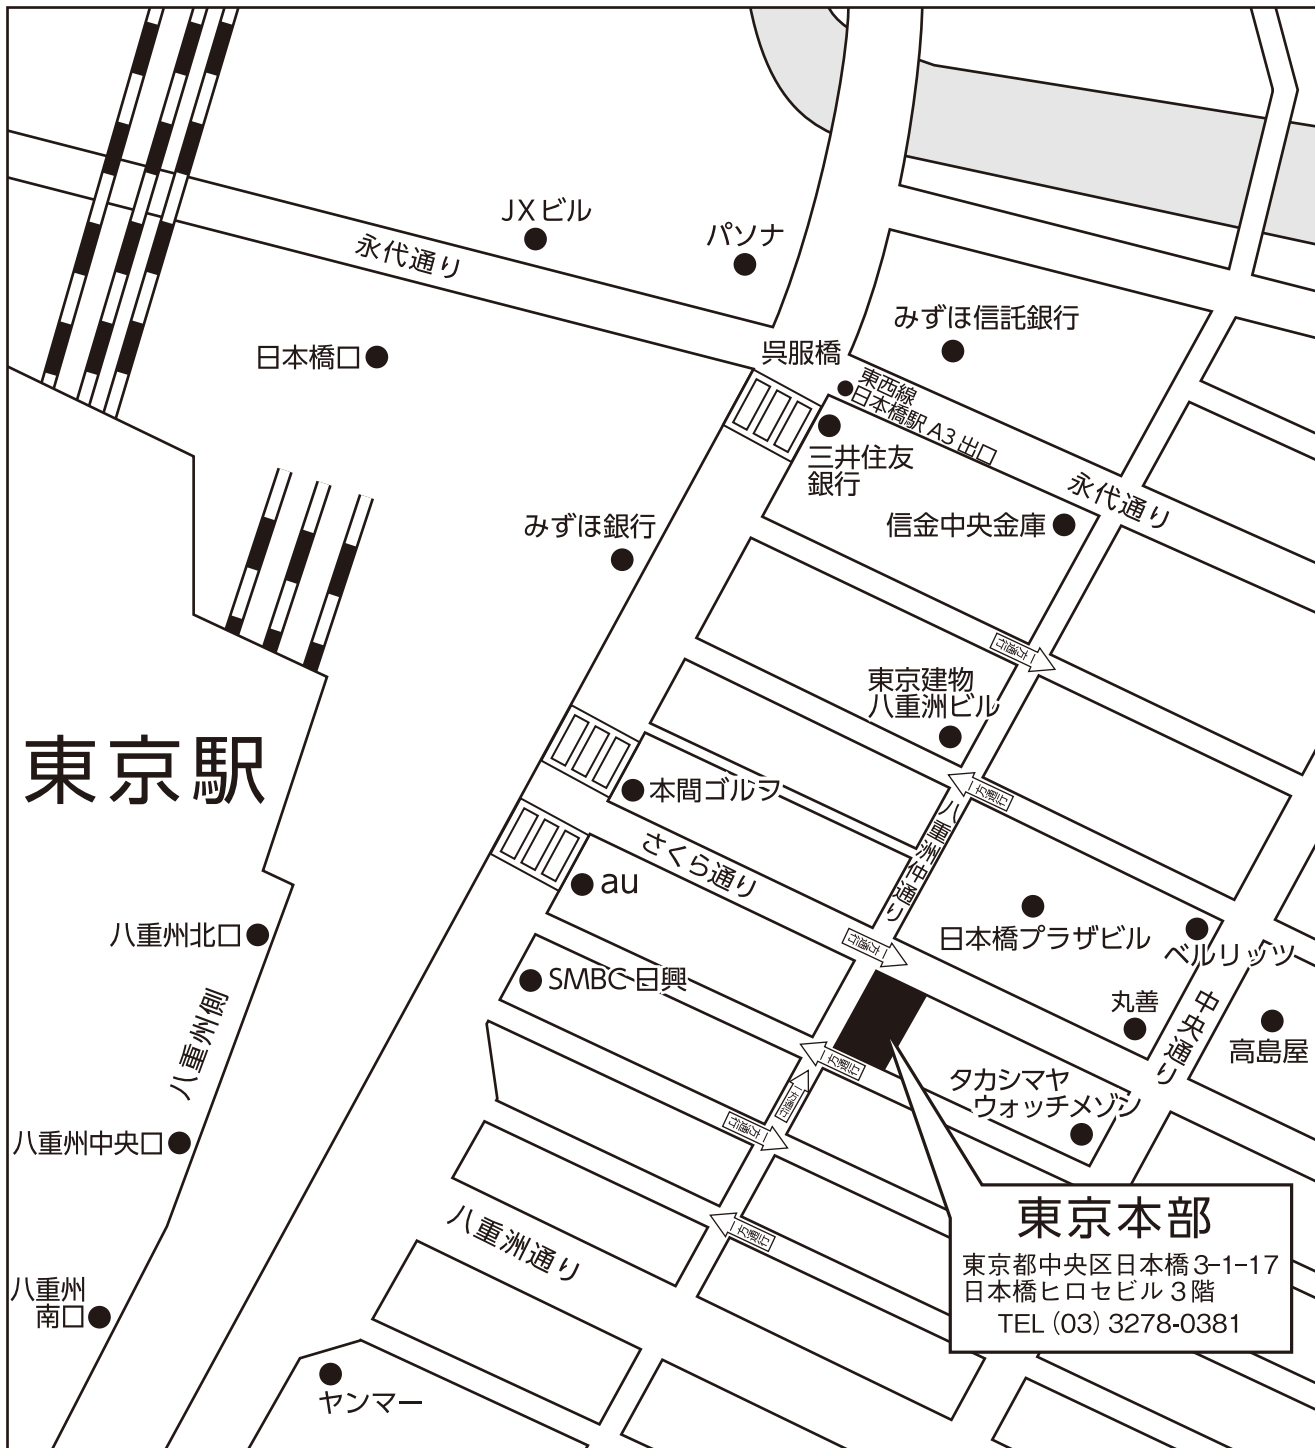 JXビル
パソナ
永代通り
みずほ信託銀行
日本橋口
呉服橋
東西線
日本橋駅A3出口
三井住友
銀行
永代通り
みずほ銀行
信金中央金庫
一方通行
東京建物
八重洲ビル
東京駅
本間ゴルフ
一方通行
八重洲仲通り
さくら通り
au
日本橋プラザビル
ベルリッツ
八重州北口
一方通行
SMBC日興
丸善
中央通り
高島屋
八重州側
一方通行
タカシマヤ
ウォッチメゾン
一方通行
八重州中央口
一方通行
東京本部
東京都中央区日本橋3-1-17
日本橋ヒロセビル3階
TEL (03) 3278-0381
八重洲通り
一方通行
八重州
南口
ヤンマー